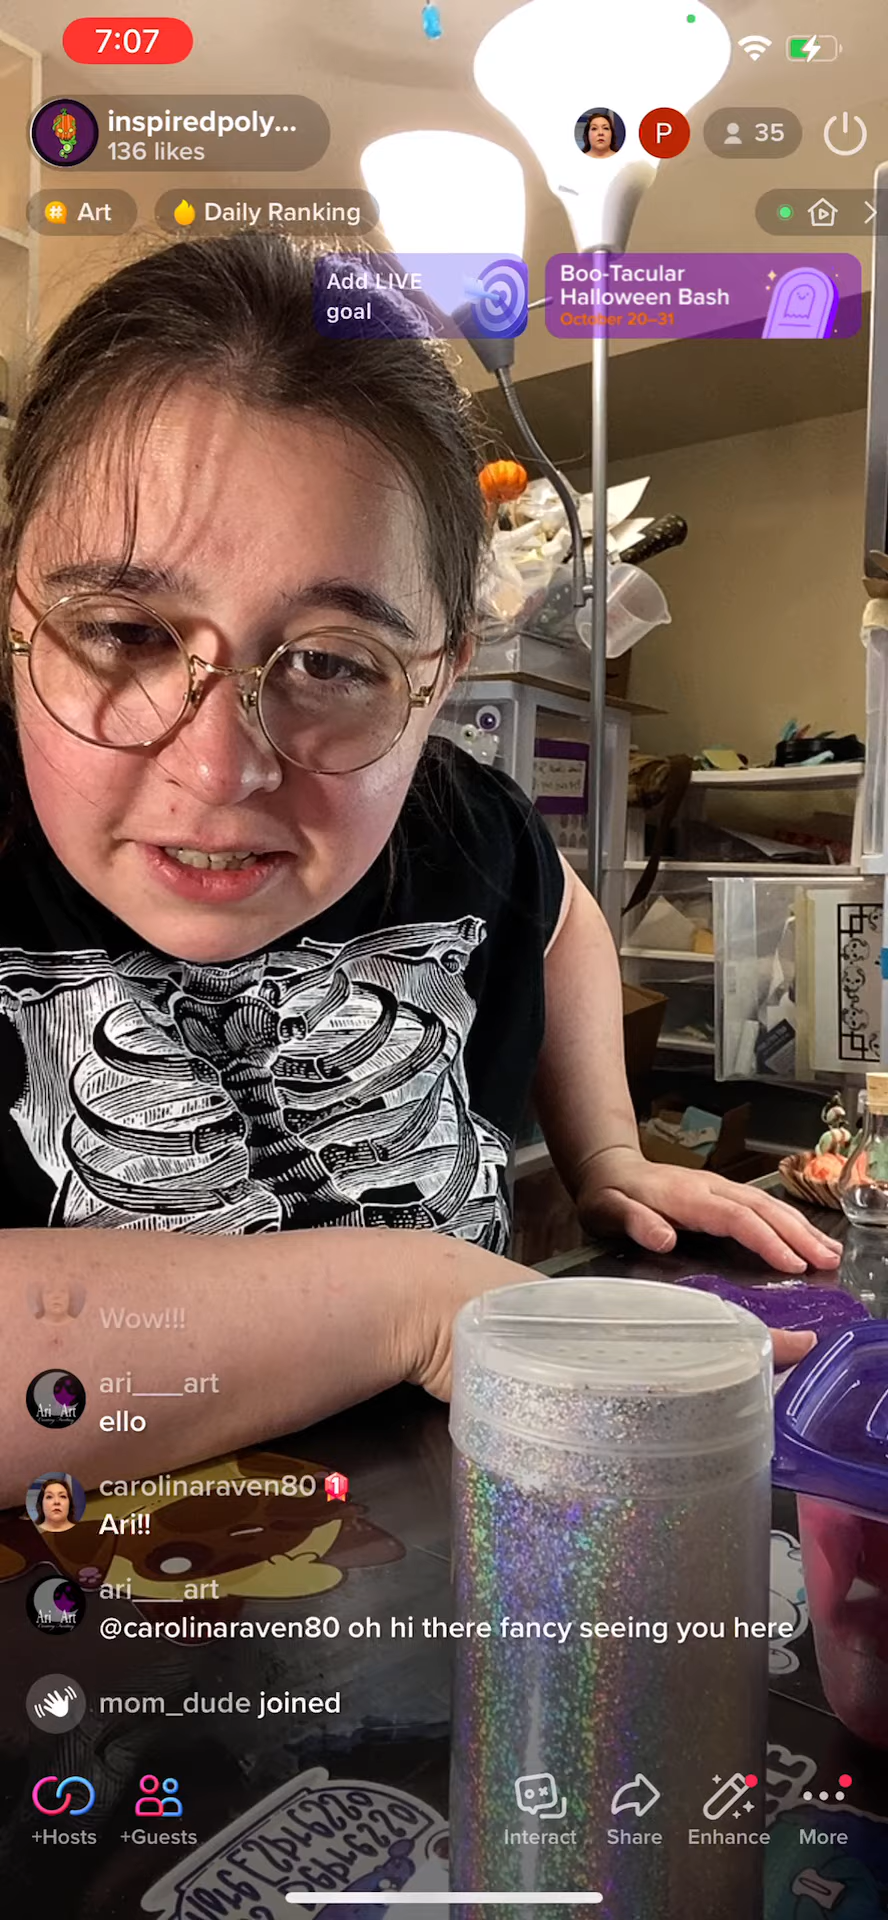 7:07
inspiredpoly...
136 likes
P
35
Art
Daily Ranking
Add LIVE
goal
Boo-Tacular
Halloween Bash
October 20–31
Wow!!!
ari___art
ello
carolinaraven80 1
Ari!!
ari___art
@carolinaraven80 oh hi there fancy seeing you here
mom_dude joined
+Hosts
+Guests
Interact
Share
Enhance
More